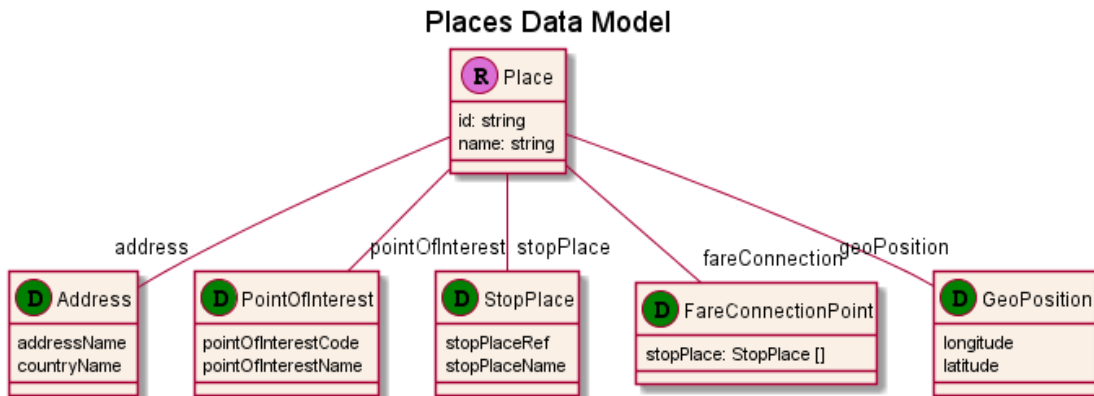 Places Data Model
R Place
id: string
name: string
address
pointOfInterest
stopPlace
fareConnection
geoPosition
D Address
addressName
countryName
D PointOfInterest
pointOfInterestCode
pointOfInterestName
D StopPlace
stopPlaceRef
stopPlaceName
D FareConnectionPoint
stopPlace: StopPlace []
D GeoPosition
longitude
latitude